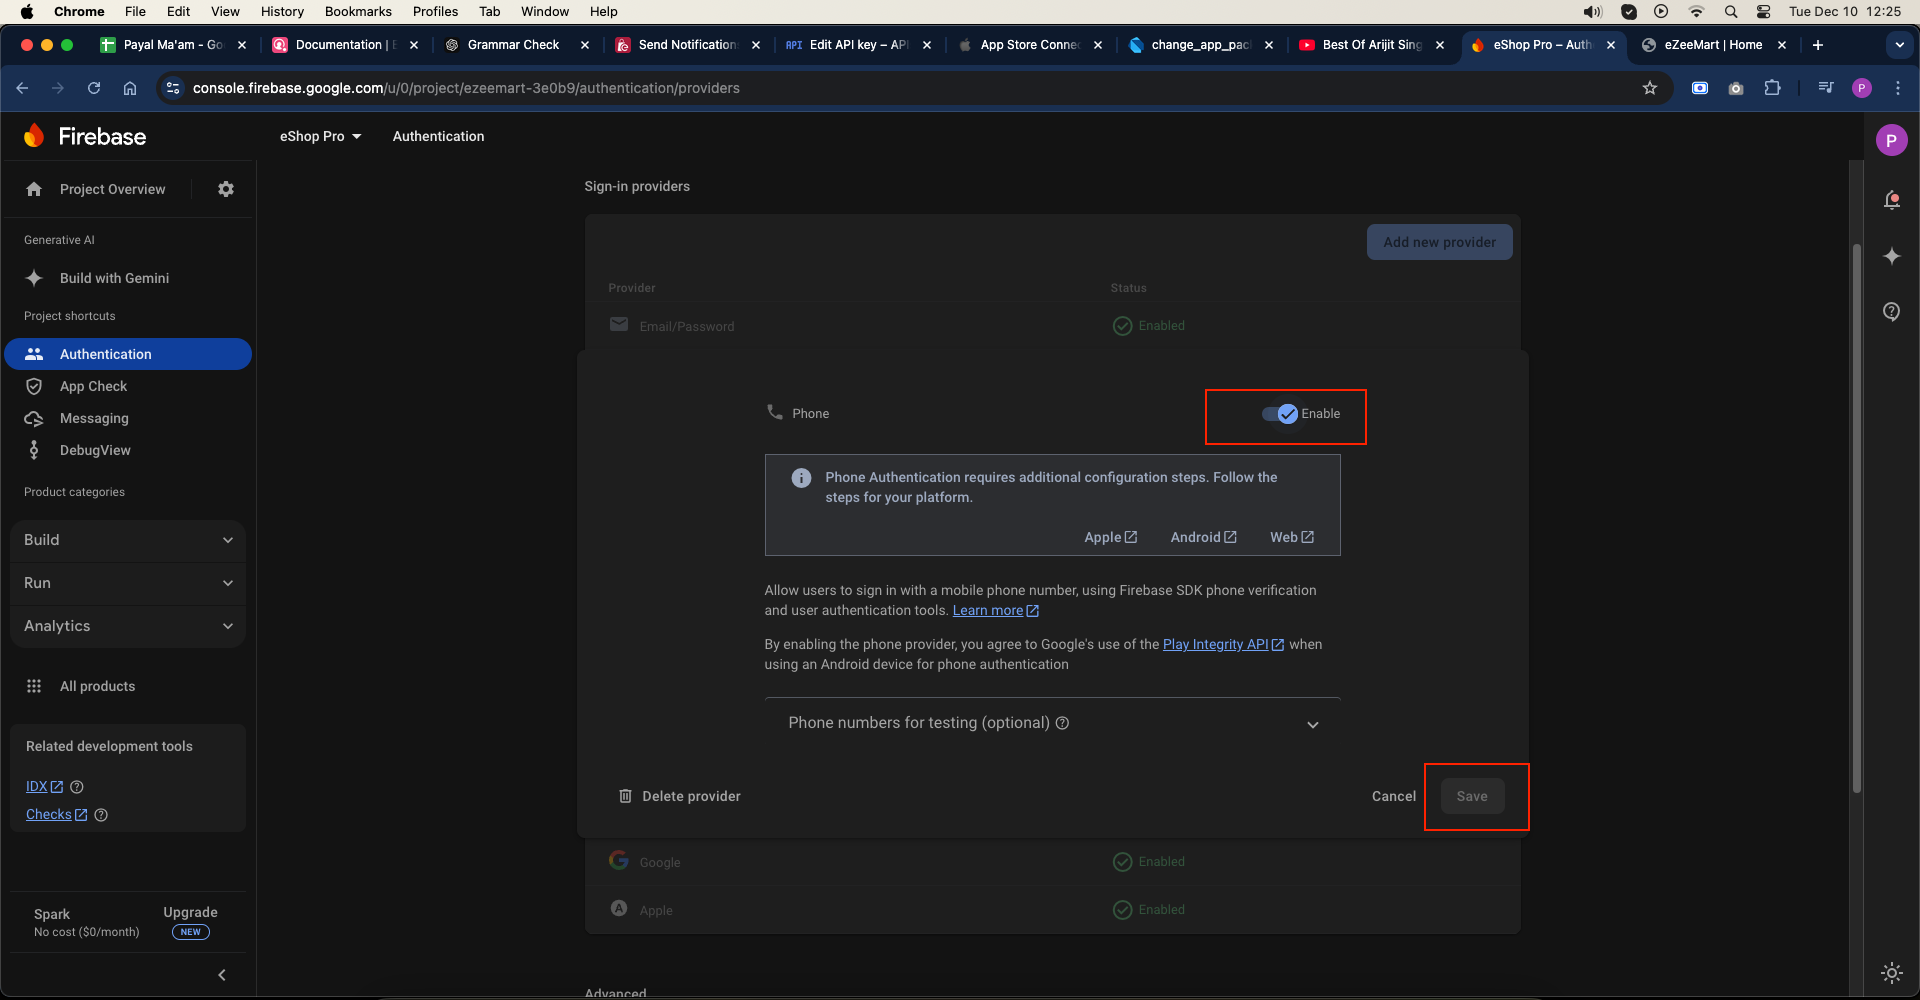 Chrome File Edit View History Bookmarks Profiles Tab Window Help Tue Dec 10 12:25
Payal Ma'am - Go Documentation | Grammar Check Send Notification Edit API key – API App Store Connec change_app_pac Best Of Arijit Sing eShop Pro – Auth eZeeMart | Home
console.firebase.google.com/u/0/project/ezeemart-3e0b9/authentication/providers P
Firebase
eShop Pro Authentication
P
Project Overview
Generative AI
Build with Gemini
Project shortcuts
Authentication
App Check
Messaging
DebugView
Product categories
Build
Run
Analytics
All products
Related development tools
IDX
Checks
Spark
No cost ($0/month)
Upgrade
NEW
Sign-in providers
Add new provider
Provider Status
Email/Password Enabled
Phone Enable
Phone Authentication requires additional configuration steps. Follow the
steps for your platform.
Apple Android Web
Allow users to sign in with a mobile phone number, using Firebase SDK phone verification
and user authentication tools. Learn more
By enabling the phone provider, you agree to Google's use of the Play Integrity API when
using an Android device for phone authentication
Phone numbers for testing (optional)
Delete provider Cancel Save
Google Enabled
Apple Enabled
Advanced